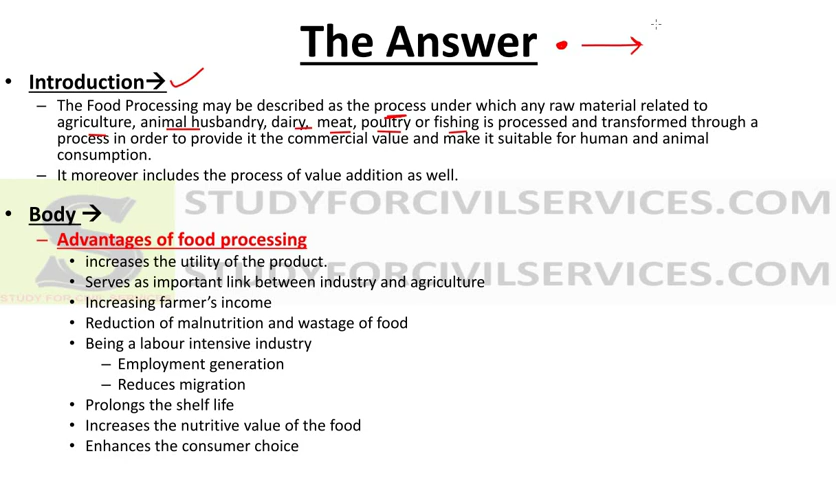 The Answer
• Introduction→
– The Food Processing may be described as the process under which any raw material related to
agriculture, animal husbandry, dairy, meat, poultry or fishing is processed and transformed through a
process in order to provide it the commercial value and make it suitable for human and animal
consumption.
– It moreover includes the process of value addition as well.
STUDYFORCIVILSERVICES.COM
• Body →
– Advantages of food processing
• increases the utility of the product.
STUDYFORCIVILSERVICES.COM
• Serves as important link between industry and agriculture
• Increasing farmer's income
• Reduction of malnutrition and wastage of food
• Being a labour intensive industry
– Employment generation
– Reduces migration
• Prolongs the shelf life
• Increases the nutritive value of the food
• Enhances the consumer choice